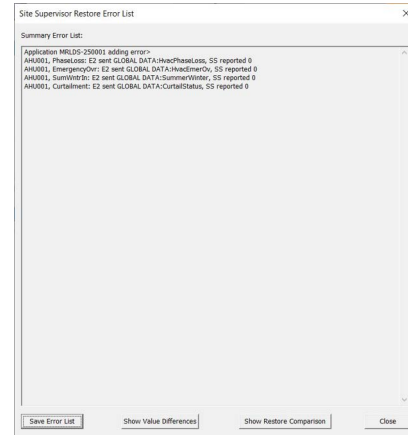 Site Supervisor Restore Error List
Summary Error List:
Application MRLDS-250001 adding error>
AHU001, PhaseLoss: E2 sent GLOBAL DATA:HvacPhaseLoss, SS reported 0
AHU001, EmergencyOvr: E2 sent GLOBAL DATA:HvacEmerOv, SS reported 0
AHU001, SumWntrIn: E2 sent GLOBAL DATA:SummerWinter, SS reported 0
AHU001, Curtailment: E2 sent GLOBAL DATA:CurtailStatus, SS reported 0
Save Error List Show Value Differences Show Restore Comparison Close